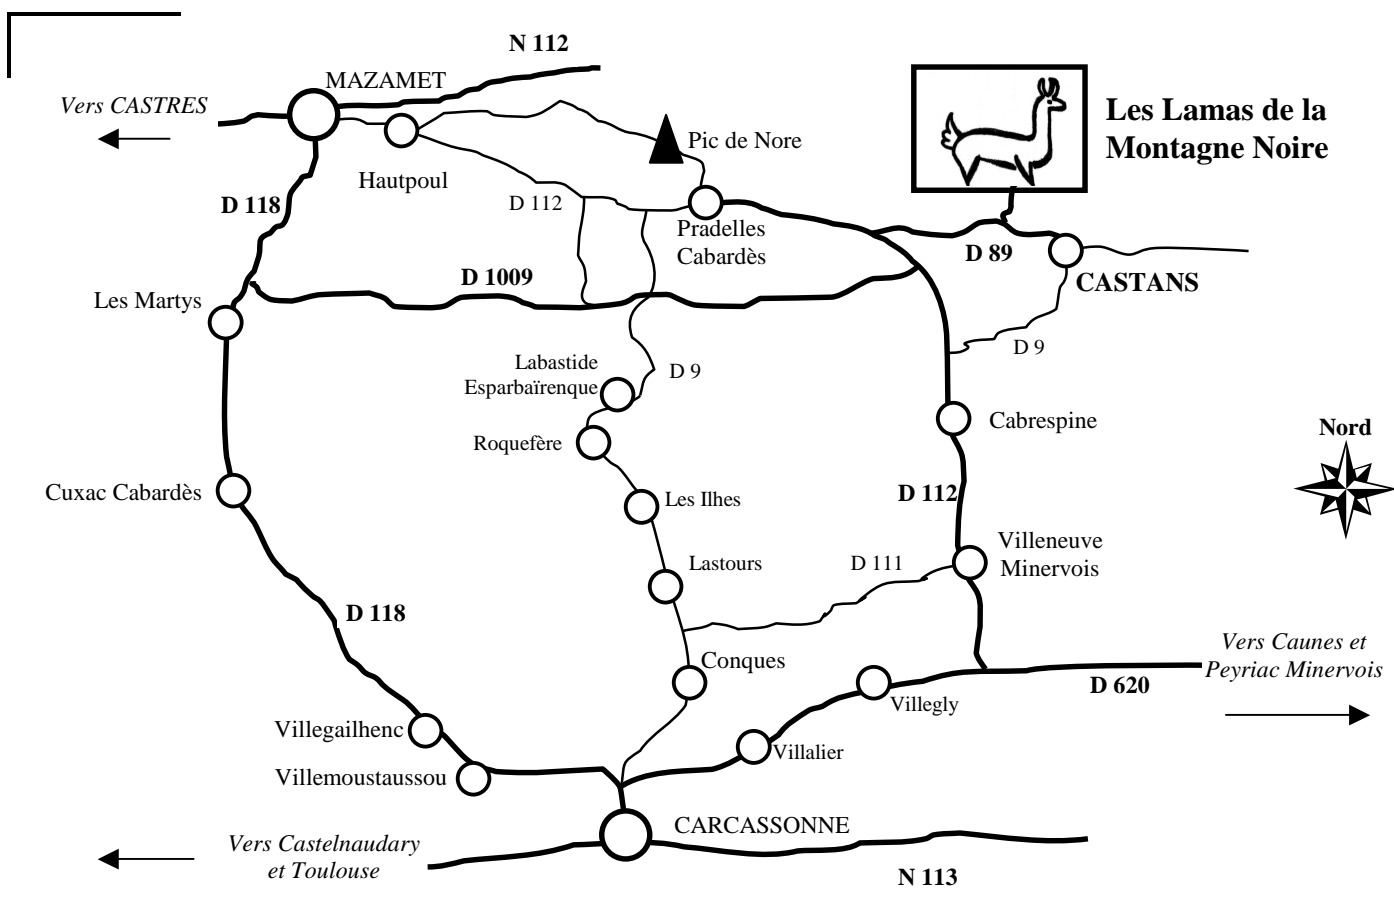 N 112
MAZAMET
Vers CASTRES
Les Lamas de la
Montagne Noire
Pic de Nore
Hautpoul
D 118
D 112
Pradelles
Cabardès
D 89
D 1009
CASTANS
Les Martys
D 9
Labastide
Esparbaïrenque
D 9
Cabrespine
Nord
Roquefère
Cuxac Cabardès
D 112
Les Ilhes
Villeneuve
Minervois
Lastours
D 111
D 118
Vers Caunes et
Peyriac Minervois
Conques
D 620
Villegly
Villegailhenc
Villalier
Villemoustaussou
CARCASSONNE
Vers Castelnaudary
et Toulouse
N 113